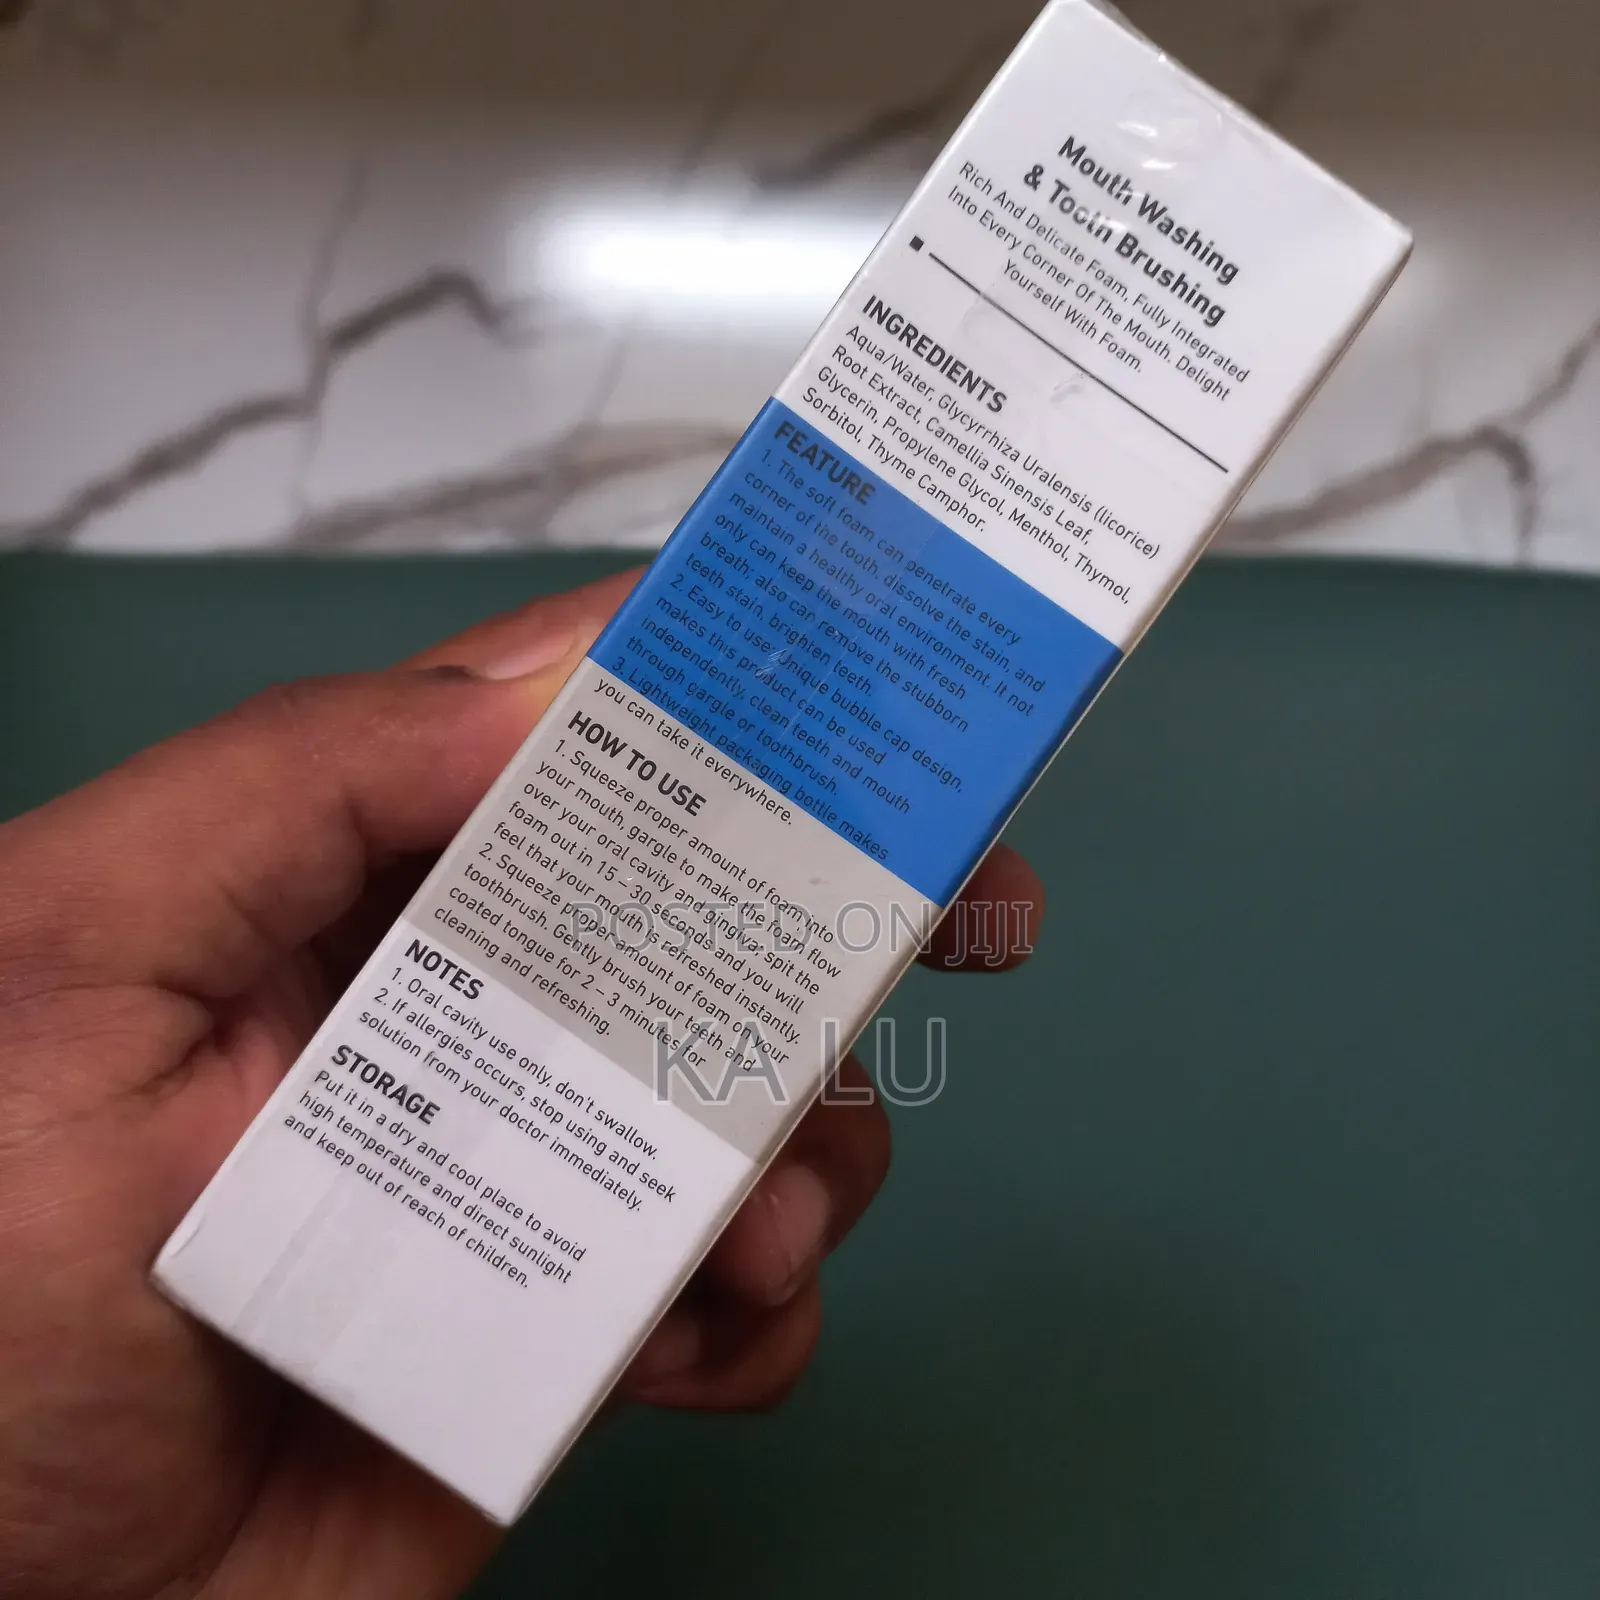 Mouth Washing
& Tooth Brushing
Rich And Delicate Foam, Fully Integrated
Into Every Corner Of The Mouth. Delight
Yourself With Foam.
INGREDIENTS
Aqua/Water, Glycyrrhiza Uralensis (licorice)
Root Extract, Camellia Sinensis Leaf,
Glycerin, Propylene Glycol, Menthol, Thymol,
Sorbitol, Thyme Camphor.
FEATURE
1. The soft foam can penetrate every
corner of the tooth, dissolve the stain, and
maintain a healthy oral environment. It not
only can keep the mouth with fresh
breath, also can remove the stubborn
teeth stain, brighten teeth.
2. Easy to use: Unique bubble cap design,
makes this product can be used
independently, clean teeth and mouth
through gargle or toothbrush.
3. Lightweight packaging bottle makes
you can take it everywhere.
HOW TO USE
1. Squeeze proper amount of foam into
your mouth, gargle to make the foam flow
over your oral cavity and gingiva; spit the
foam out in 15 – 30 seconds and you will
feel that your mouth is refreshed instantly.
2. Squeeze proper amount of foam on your
toothbrush. Gently brush your teeth and
coated tongue for 2 – 3 minutes for
cleaning and refreshing.
NOTES
1. Oral cavity use only, don't swallow.
2. If allergies occurs, stop using and seek
solution from your doctor immediately.
STORAGE
Put it in a dry and cool place to avoid
high temperature and direct sunlight
and keep out of reach of children.
POSTED ON JIJI
KA LU